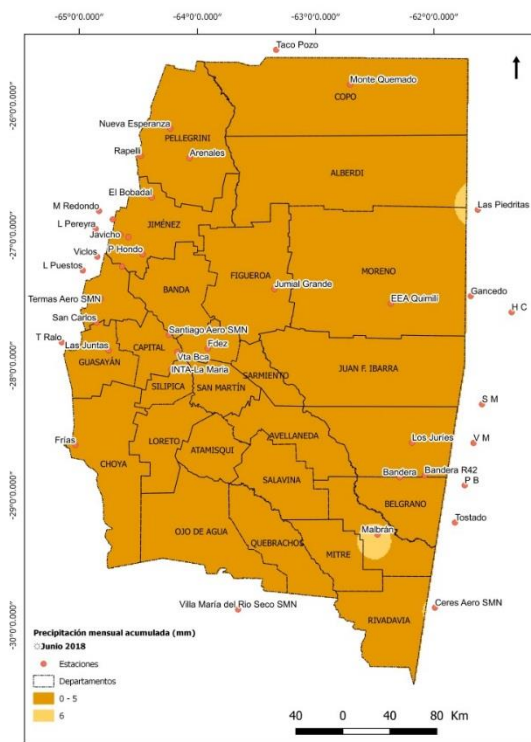 -65°0'0.000" -64°0'0.000" -63°0'0.000" -62°0'0.000"
Taco Pozo
Monte Quemado
COPO
-26°0'0.000"
Nueva Esperanza
PELLEGRINI
Rapelli
Arenales
ALBERDI
El Bobadal
M Redondo
Las Piedritas
L Pereyra
JIMÉNEZ
-27°0'0.000"
Javicho
P Hondo
Viclos
L Puestos
FIGUEROA
MORENO
BANDA
Jumial Grande
Gancedo
Termas Aero SMN
EEA Quimilí
H C
San Carlos
Santiago Aero SMN
T Ralo
Las Juntas
CAPITAL
Fdez
Vta Bca
GUASAYÁN
INTA-La Maria
JUAN F. IBARRA
-28°0'0.000"
SARMIENTO
SILIPICA
SAN MARTÍN
S M
Frías
LORETO
AVELLANEDA
Los Juríes
V M
ATAMISQUI
CHOYA
Bandera
Bandera R42
SALAVINA
P B
-29°0'0.000"
BELGRANO
Tostado
OJO DE AGUA
Malbrán
QUEBRACHOS
MITRE
Villa María del Rio Seco SMN
Ceres Aero SMN
RIVADAVIA
-30°0'0.000"
Precipitación mensual acumulada (mm)
Junio 2018
Estaciones
Departamentos
0 - 5
6
40 0 40 80 Km